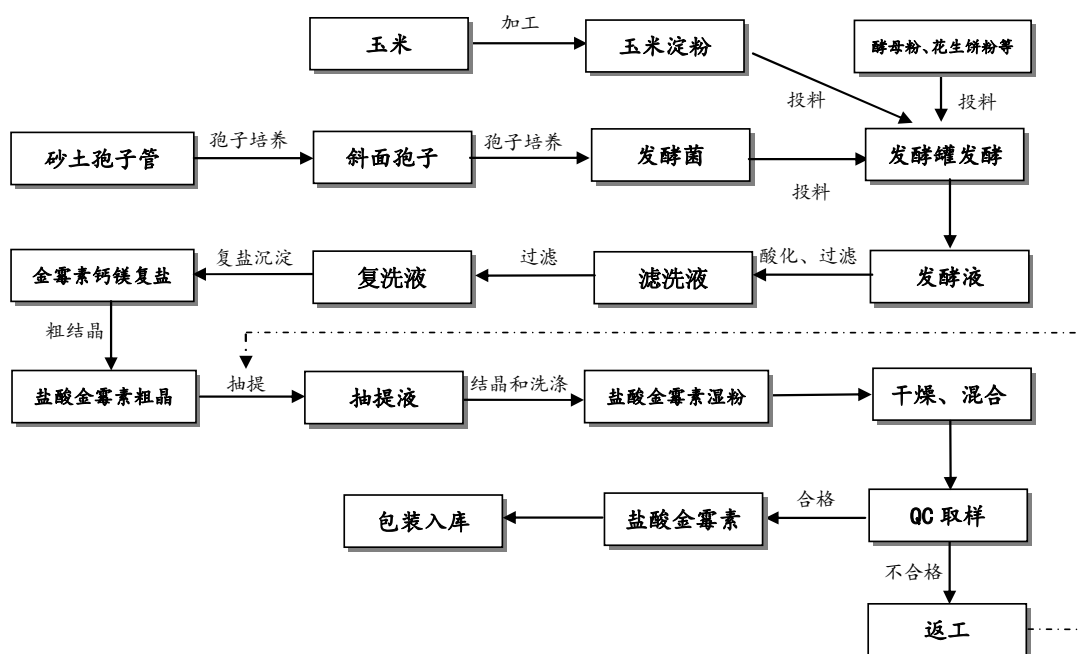 加工
玉米
玉米淀粉
酵母粉、花生饼粉等
投料
投料
孢子培养
孢子培养
砂土孢子管
斜面孢子
发酵菌
发酵罐发酵
投料
复盐沉淀
过滤
酸化、过滤
金霉素钙镁复盐
复洗液
滤洗液
发酵液
粗结晶
抽提
结晶和洗涤
盐酸金霉素粗晶
抽提液
盐酸金霉素湿粉
干燥、混合
合格
包装入库
盐酸金霉素
QC 取样
不合格
返工